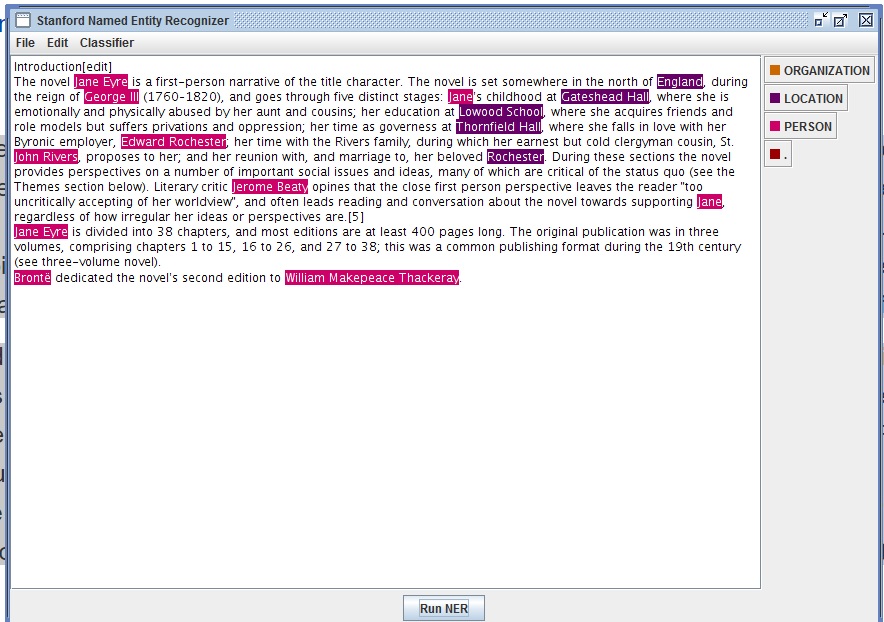 Stanford Named Entity Recognizer
File Edit Classifier
Introduction[edit]
The novel Jane Eyre is a first-person narrative of the title character. The novel is set somewhere in the north of England, during
the reign of George III (1760-1820), and goes through five distinct stages: Jane's childhood at Gateshead Hall, where she is
emotionally and physically abused by her aunt and cousins; her education at Lowood School, where she acquires friends and
role models but suffers privations and oppression; her time as governess at Thornfield Hall, where she falls in love with her
Byronic employer, Edward Rochester; her time with the Rivers family, during which her earnest but cold clergyman cousin, St.
John Rivers, proposes to her; and her reunion with, and marriage to, her beloved Rochester. During these sections the novel
provides perspectives on a number of important social issues and ideas, many of which are critical of the status quo (see the
Themes section below). Literary critic Jerome Beaty opines that the close first person perspective leaves the reader "too
uncritically accepting of her worldview", and often leads reading and conversation about the novel towards supporting Jane,
regardless of how irregular her ideas or perspectives are.[5]
Jane Eyre is divided into 38 chapters, and most editions are at least 400 pages long. The original publication was in three
volumes, comprising chapters 1 to 15, 16 to 26, and 27 to 38; this was a common publishing format during the 19th century
(see three-volume novel).
Brontë dedicated the novel's second edition to William Makepeace Thackeray.
ORGANIZATION
LOCATION
PERSON
.
Run NER